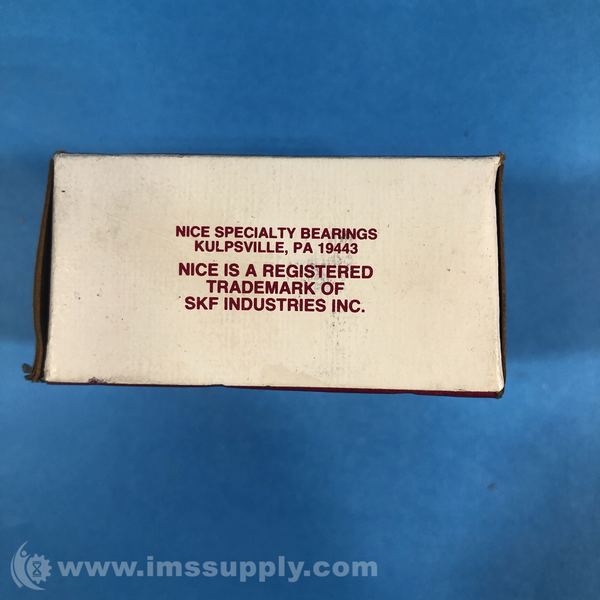 NICE SPECIALTY BEARINGS
KULPSVILLE, PA 19443
NICE IS A REGISTERED
TRADEMARK OF
SKF INDUSTRIES INC.
www.imssupply.com